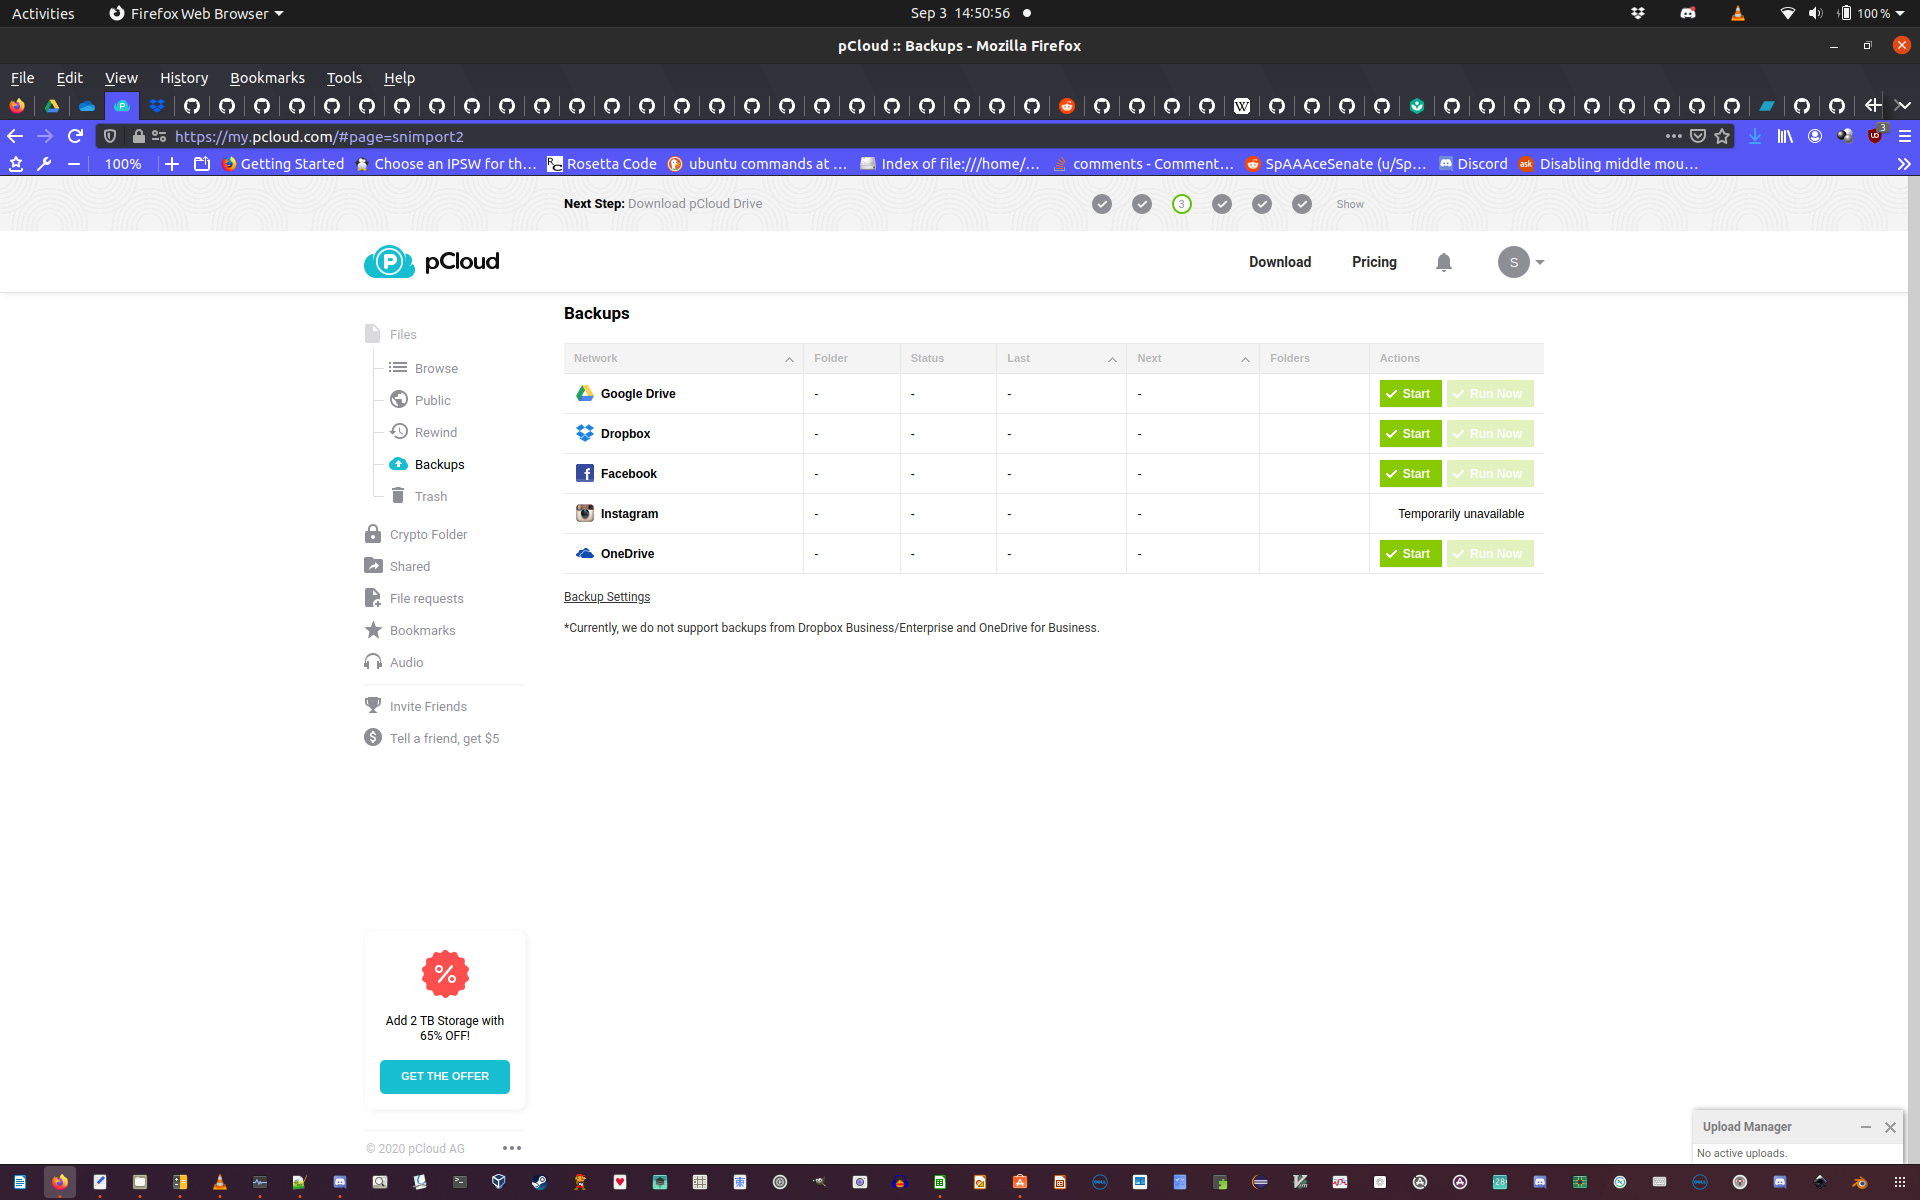 Activities
Firefox Web Browser
Sep 3 14:50:56
100 %
pCloud :: Backups - Mozilla Firefox
File Edit View History Bookmarks Tools Help
https://my.pcloud.com/#page=snimport2
3
100%
Getting Started
Choose an IPSW for th…
Rosetta Code
ubuntu commands at …
Index of file:///home/…
comments - Comment…
SpAAAceSenate (u/Sp…
Discord
Disabling middle mou…
Next Step: Download pCloud Drive
3
Show
pCloud
Download
Pricing
S
Files
Browse
Public
Rewind
Backups
Trash
Crypto Folder
Shared
File requests
Bookmarks
Audio
Invite Friends
Tell a friend, get $5
Backups
Network Folder Status Last Next Folders Actions
Google Drive - - - - Start Run Now
Dropbox - - - - Start Run Now
Facebook - - - - Start Run Now
Instagram - - - - Temporarily unavailable
OneDrive - - - - Start Run Now
Backup Settings
*Currently, we do not support backups from Dropbox Business/Enterprise and OneDrive for Business.
Add 2 TB Storage with
65% OFF!
GET THE OFFER
© 2020 pCloud AG
Upload Manager
No active uploads.